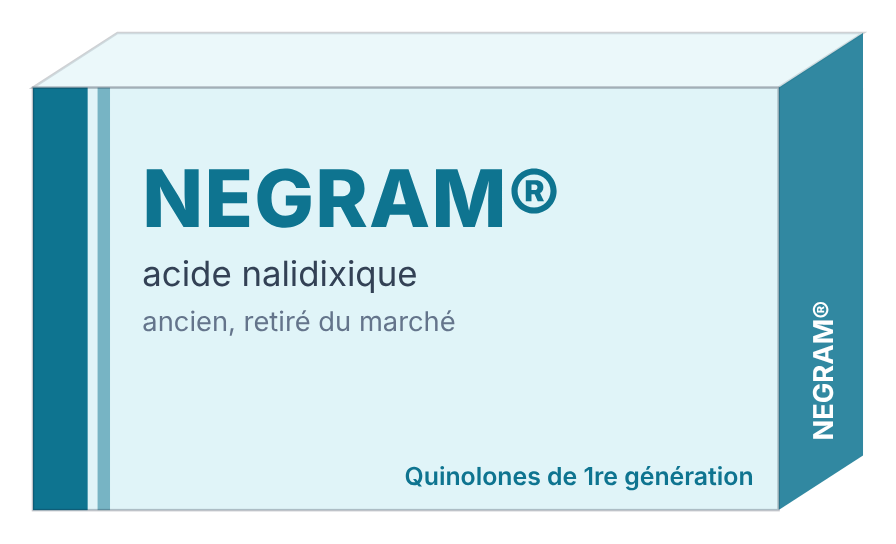 NEGRAM®
acide nalidixique
ancien, retiré du marché
Quinolones de 1re génération
NEGRAM®